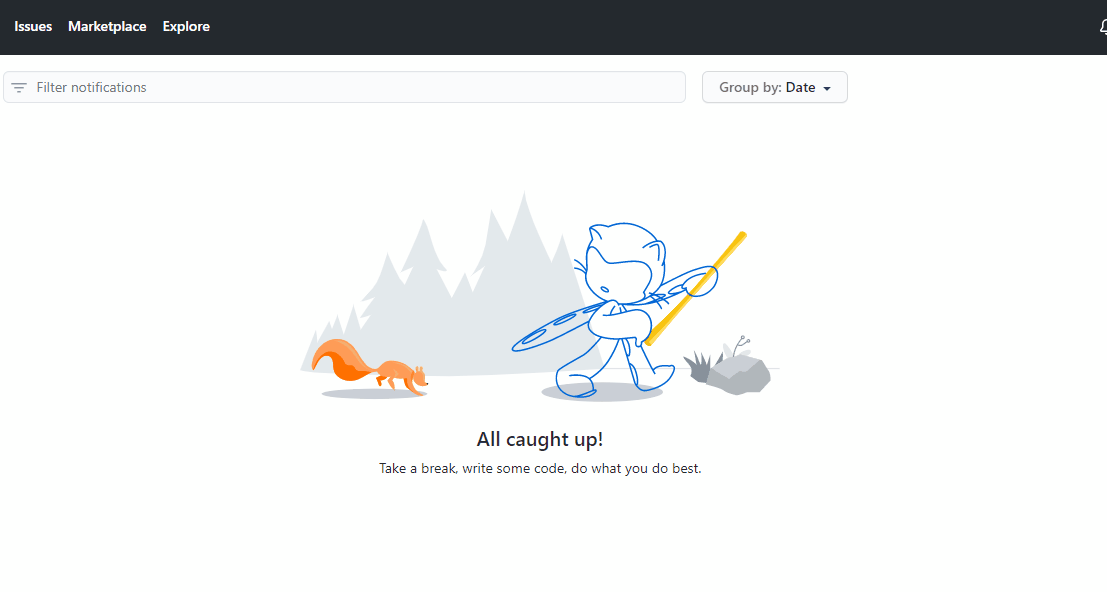 Issues Marketplace Explore
Filter notifications
Group by: Date
All caught up!
Take a break, write some code, do what you do best.